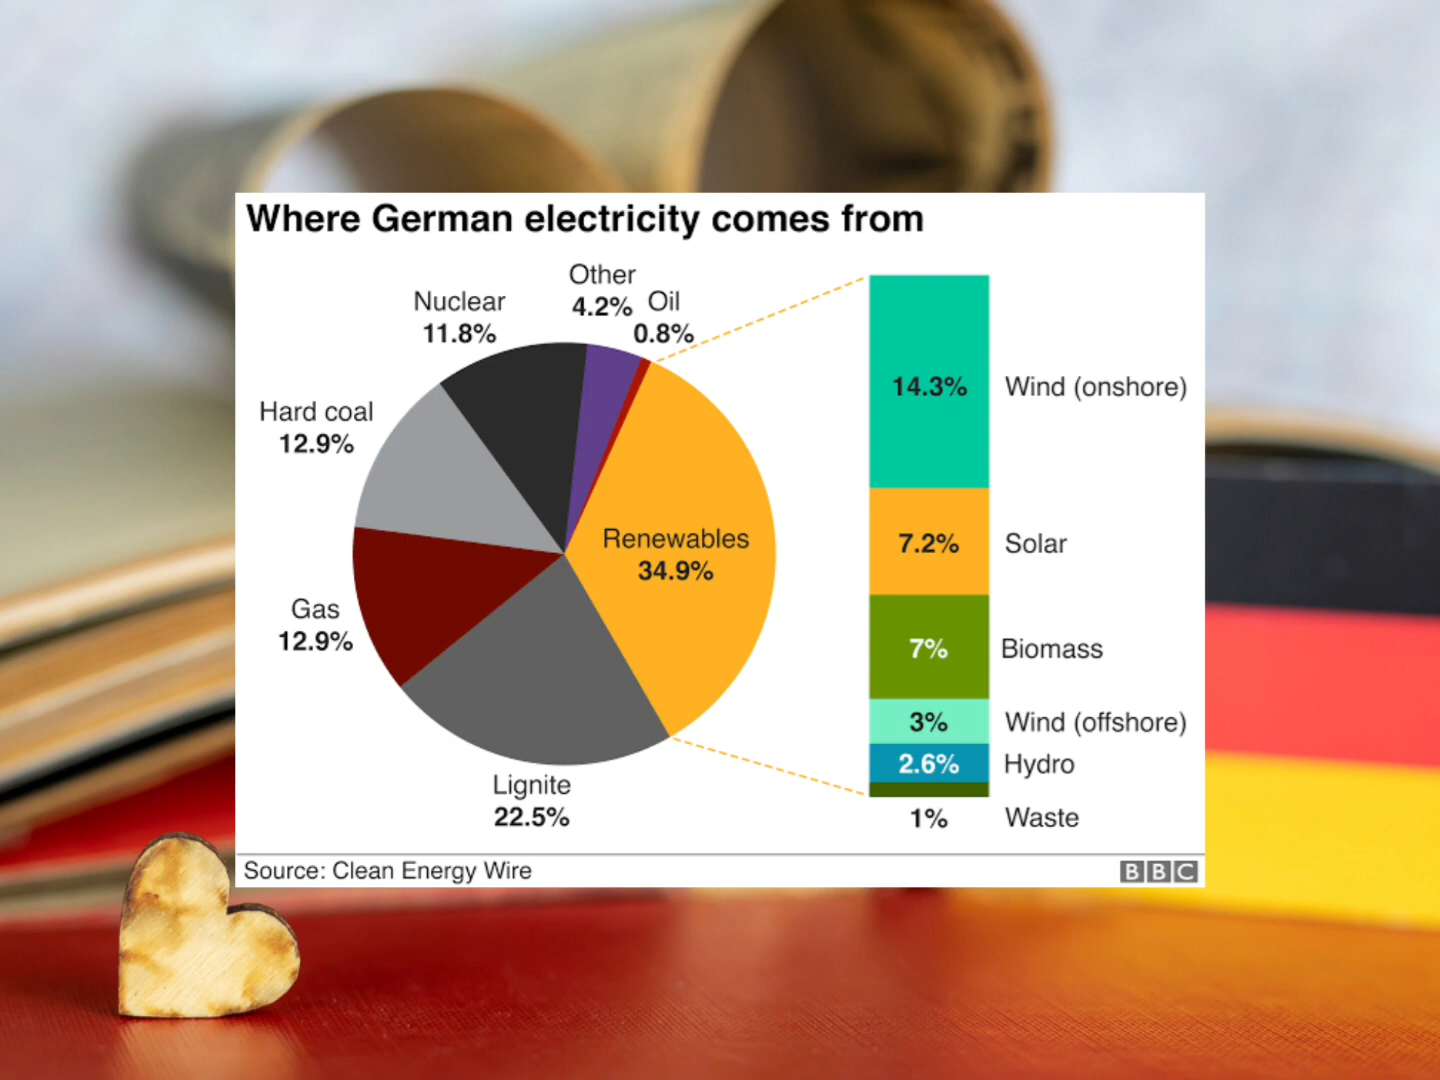 Where German electricity comes from
Other
4.2%
Oil
0.8%
Nuclear
11.8%
Hard coal
12.9%
Gas
12.9%
Lignite
22.5%
Renewables
34.9%
14.3% Wind (onshore)
7.2% Solar
7% Biomass
3% Wind (offshore)
2.6% Hydro
1% Waste
Source: Clean Energy Wire
BBC